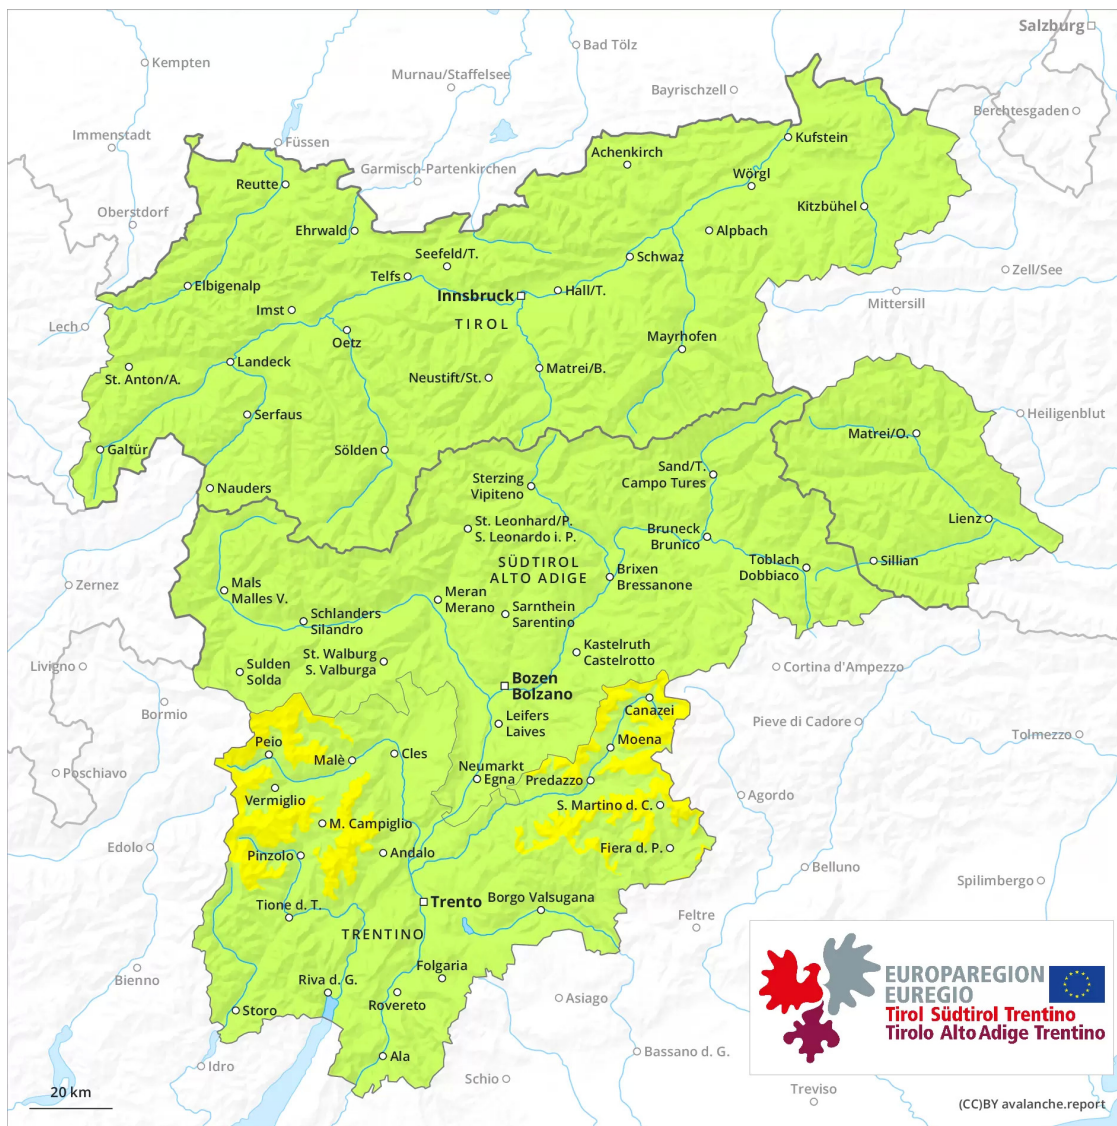 Salzburg
Kempten
Bad Tölz
Murnau/Staffelsee
Bayrischzell
Berchtesgaden
Immenstadt
Füssen
Kufstein
Achenkirch
Garmisch-Partenkirchen
Wörgl
Reutte
Kitzbühel
Oberstdorf
Ehrwald
Alpbach
Seefeld/T.
Schwaz
Zell/See
Telfs
Elbigenalp
Hall/T.
Innsbruck
Mittersill
Imst
TIROL
Lech
Oetz
Mayrhofen
Landeck
Matrei/B.
St. Anton/A.
Neustift/St.
Serfaus
Heiligenblut
Matrei/O.
Galtür
Sölden
Sand/T.
Campo Tures
Sterzing
Vipiteno
Nauders
Lienz
St. Leonhard/P.
S. Leonardo i. P.
Bruneck
Brunico
SÜDTIROL
ALTO ADIGE
Toblach
Dobbiaco
Sillian
Brixen
Bressanone
Zernez
Mals
Malles V.
Meran
Merano
Schlanders
Silandro
Sarnthein
Sarentino
Kastelruth
Castelrotto
St. Walburg
S. Valburga
Livigno
Sulden
Solda
Cortina d'Ampezzo
Bozen
Bolzano
Bormio
Canazei
Leifers
Laives
Pieve di Cadore
Tolmezzo
Peio
Moena
Cles
Malè
Neumarkt
Egna
Predazzo
Poschiavo
Vermiglio
S. Martino d. C.
Agordo
M. Campiglio
Edolo
Pinzolo
Andalo
Fiera d. P.
Belluno
Spilimbergo
Trento
Borgo Valsugana
Tione d. T.
Feltre
TRENTINO
Folgaria
Bienno
Riva d. G.
Rovereto
Asiago
Storo
EUROPAREGION
EUREGIO
Tirol Südtirol Trentino
Tirolo Alto Adige Trentino
Ala
Bassano d. G.
Idro
Schio
Treviso
20 km
(CC)BY avalanche.report